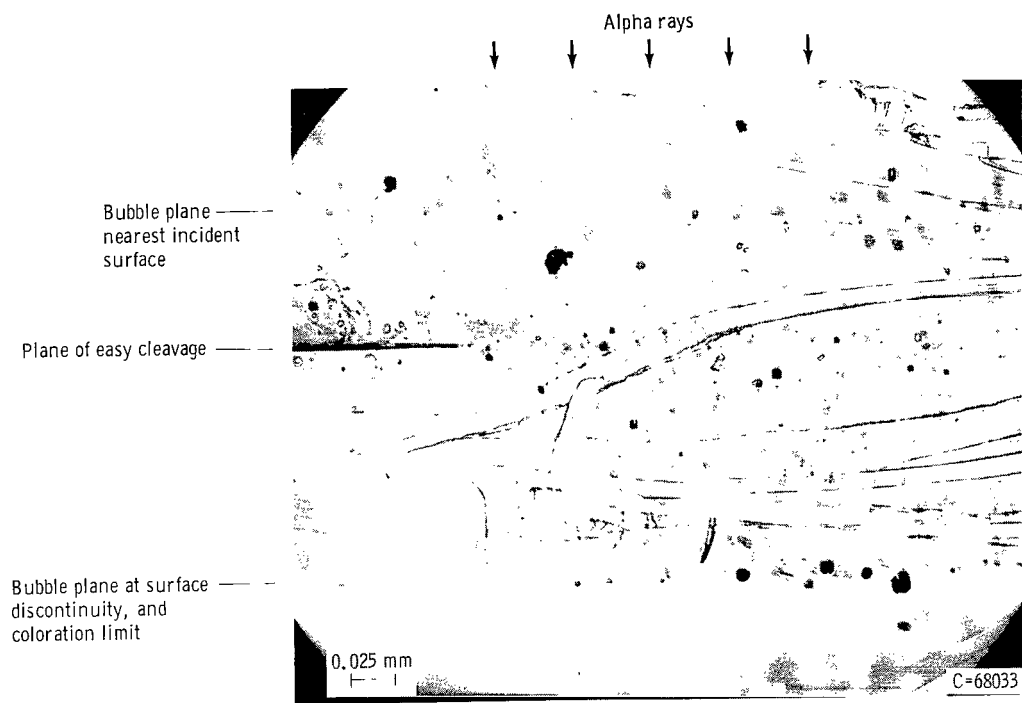 Alpha rays
Bubble plane
nearest incident
surface
Plane of easy cleavage
Bubble plane at surface
discontinuity, and
coloration limit
0.025 mm
C=68033